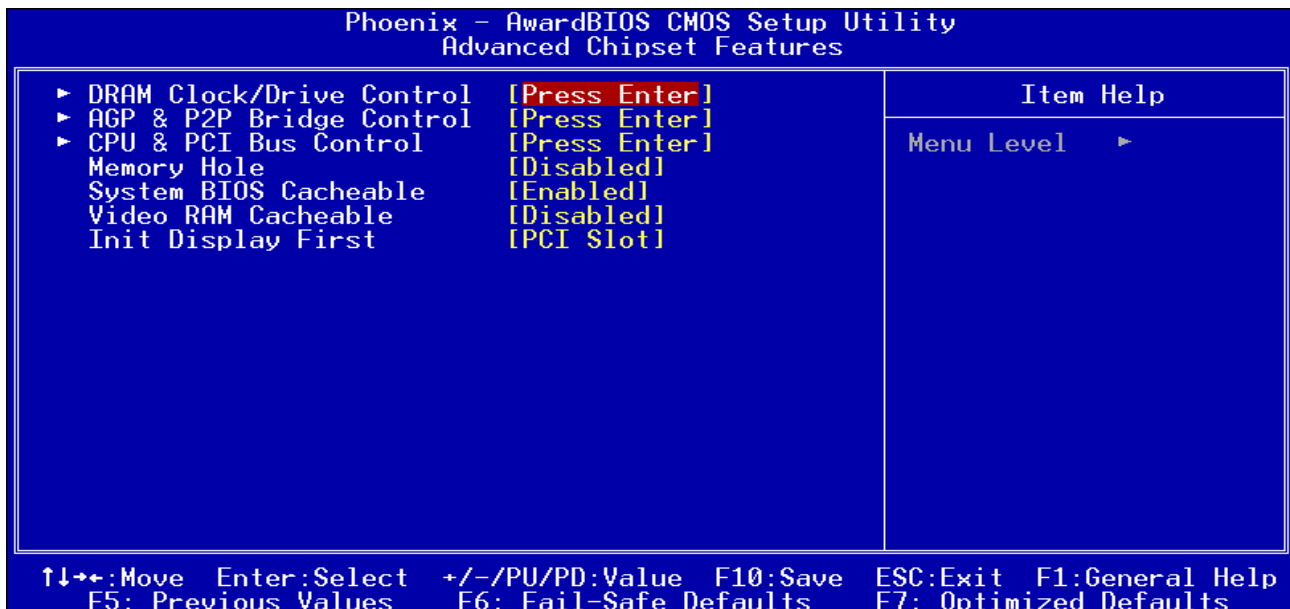 Phoenix - AwardBIOS CMOS Setup Utility
Advanced Chipset Features
► DRAM Clock/Drive Control [Press Enter]
► AGP & P2P Bridge Control [Press Enter]
► CPU & PCI Bus Control [Press Enter]
Memory Hole [Disabled]
System BIOS Cacheable [Enabled]
Video RAM Cacheable [Disabled]
Init Display First [PCI Slot]
Item Help
Menu Level ►
↑↓→←:Move Enter:Select +/-/PU/PD:Value F10:Save ESC:Exit F1:General Help
F5: Previous Values F6: Fail-Safe Defaults F7: Optimized Defaults